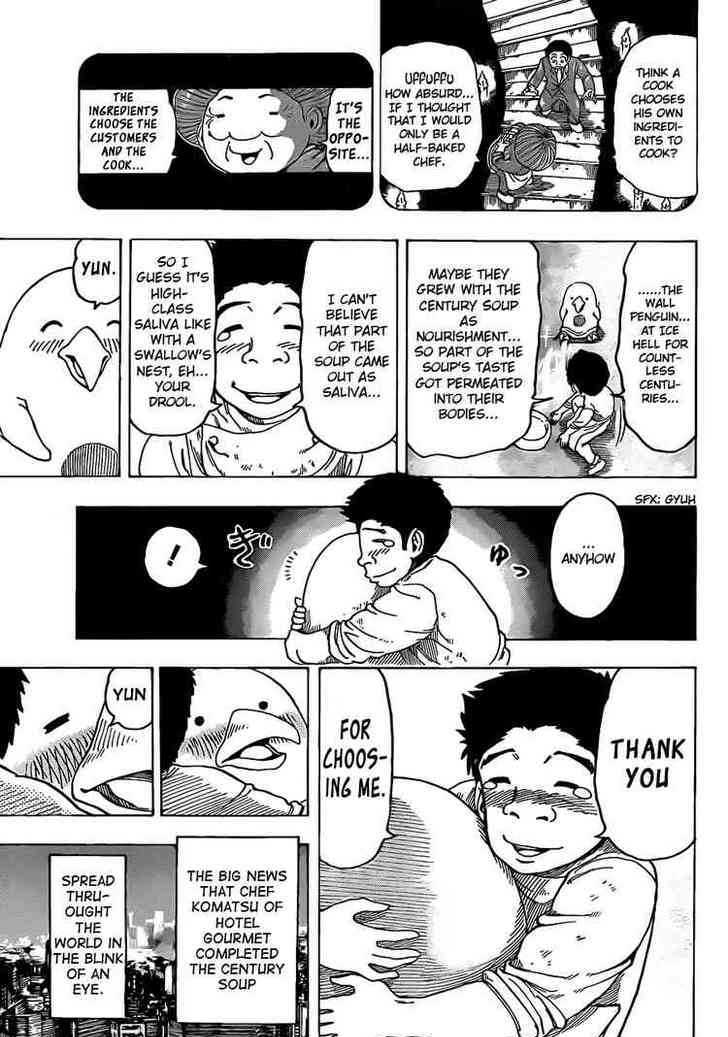 THINK A
COOK
CHOOSES
HIS OWN
INGREDI-
ENTS TO
COOK?
UFFUFFU
HOW ABSURD...
IF I THOUGHT
THAT I WOULD
ONLY BE A
HALF-BAKED
CHEF.
IT'S
THE
OPPO-
SITE...
THE
INGREDIENTS
CHOOSE THE
CUSTOMERS
AND THE
COOK...
......THE
WALL
PENGUIN...
AT ICE
HELL FOR
COUNT-
LESS
CENTU-
RIES...
MAYBE THEY
GREW WITH THE
CENTURY SOUP
AS
NOURISHMENT...
SO PART OF THE
SOUP'S TASTE
GOT PERMEATED
INTO THEIR
BODIES...
I CAN'T
BELIEVE
THAT PART
OF THE
SOUP CAME
OUT AS
SALIVA...
SO I
GUESS IT'S
HIGH-
CLASS
SALIVA LIKE
WITH A
SWALLOW'S
NEST, EH...
YOUR
DROOL.
YUN.
SFX: GYUH
...
ANYHOW
ぎゅっ
!
THANK
YOU
FOR
CHOOS-
ING ME.
YUN
THE BIG NEWS
THAT CHEF
KOMATSU OF
HOTEL
GOURMET
COMPLETED
THE CENTURY
SOUP
SPREAD
THRU-
OUGHT
THE
WORLD IN
THE BLINK
OF AN
EYE.